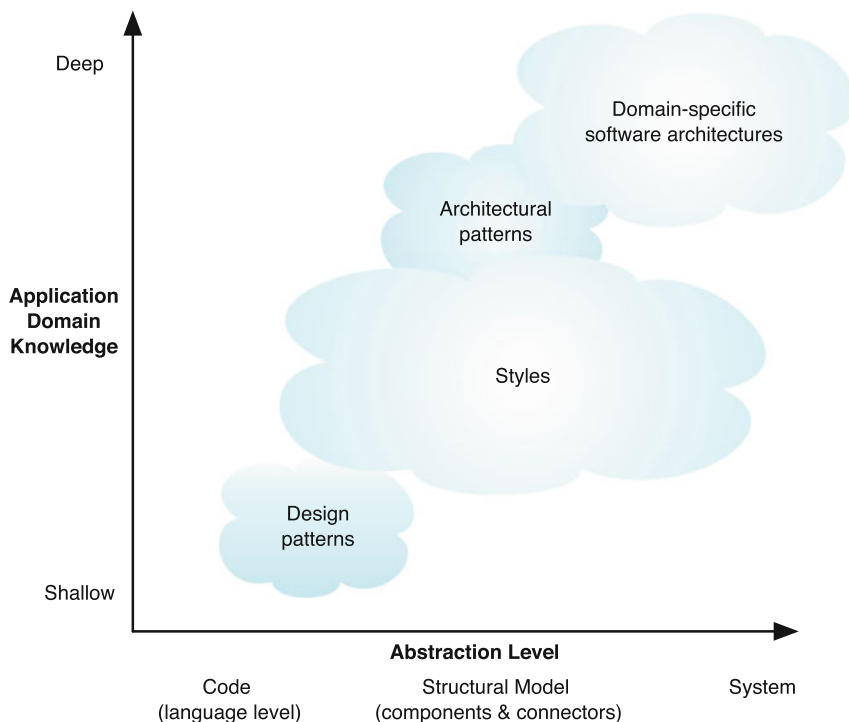 Deep
Domain-specific
software architectures
Architectural
patterns
Application
Domain
Knowledge
Styles
Design
patterns
Shallow
Abstraction Level
Code
(language level)
Structural Model
(components & connectors)
System